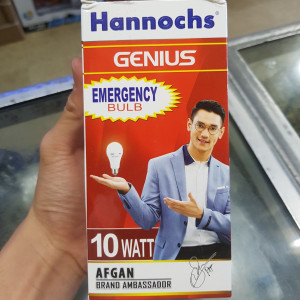 Hannochs®
GENIUS
EMERGENCY
BULB
10 WATT
AFGAN
BRAND AMBASSADOR